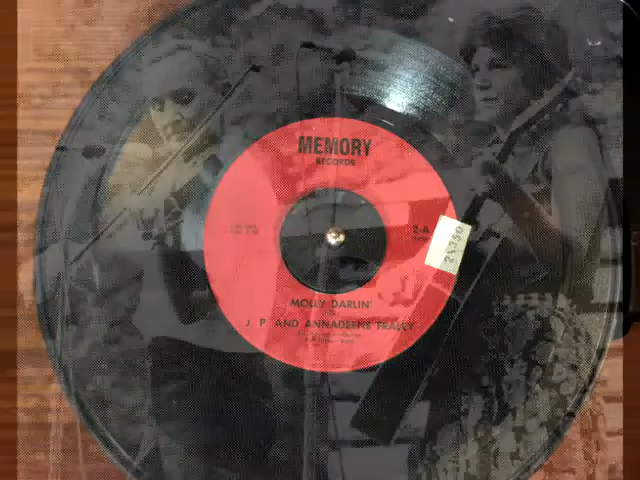 MEMORY
RECORDS
2-A
21350
MOLLY DARLIN'
J. P. AND ANNADEENE FRALEY